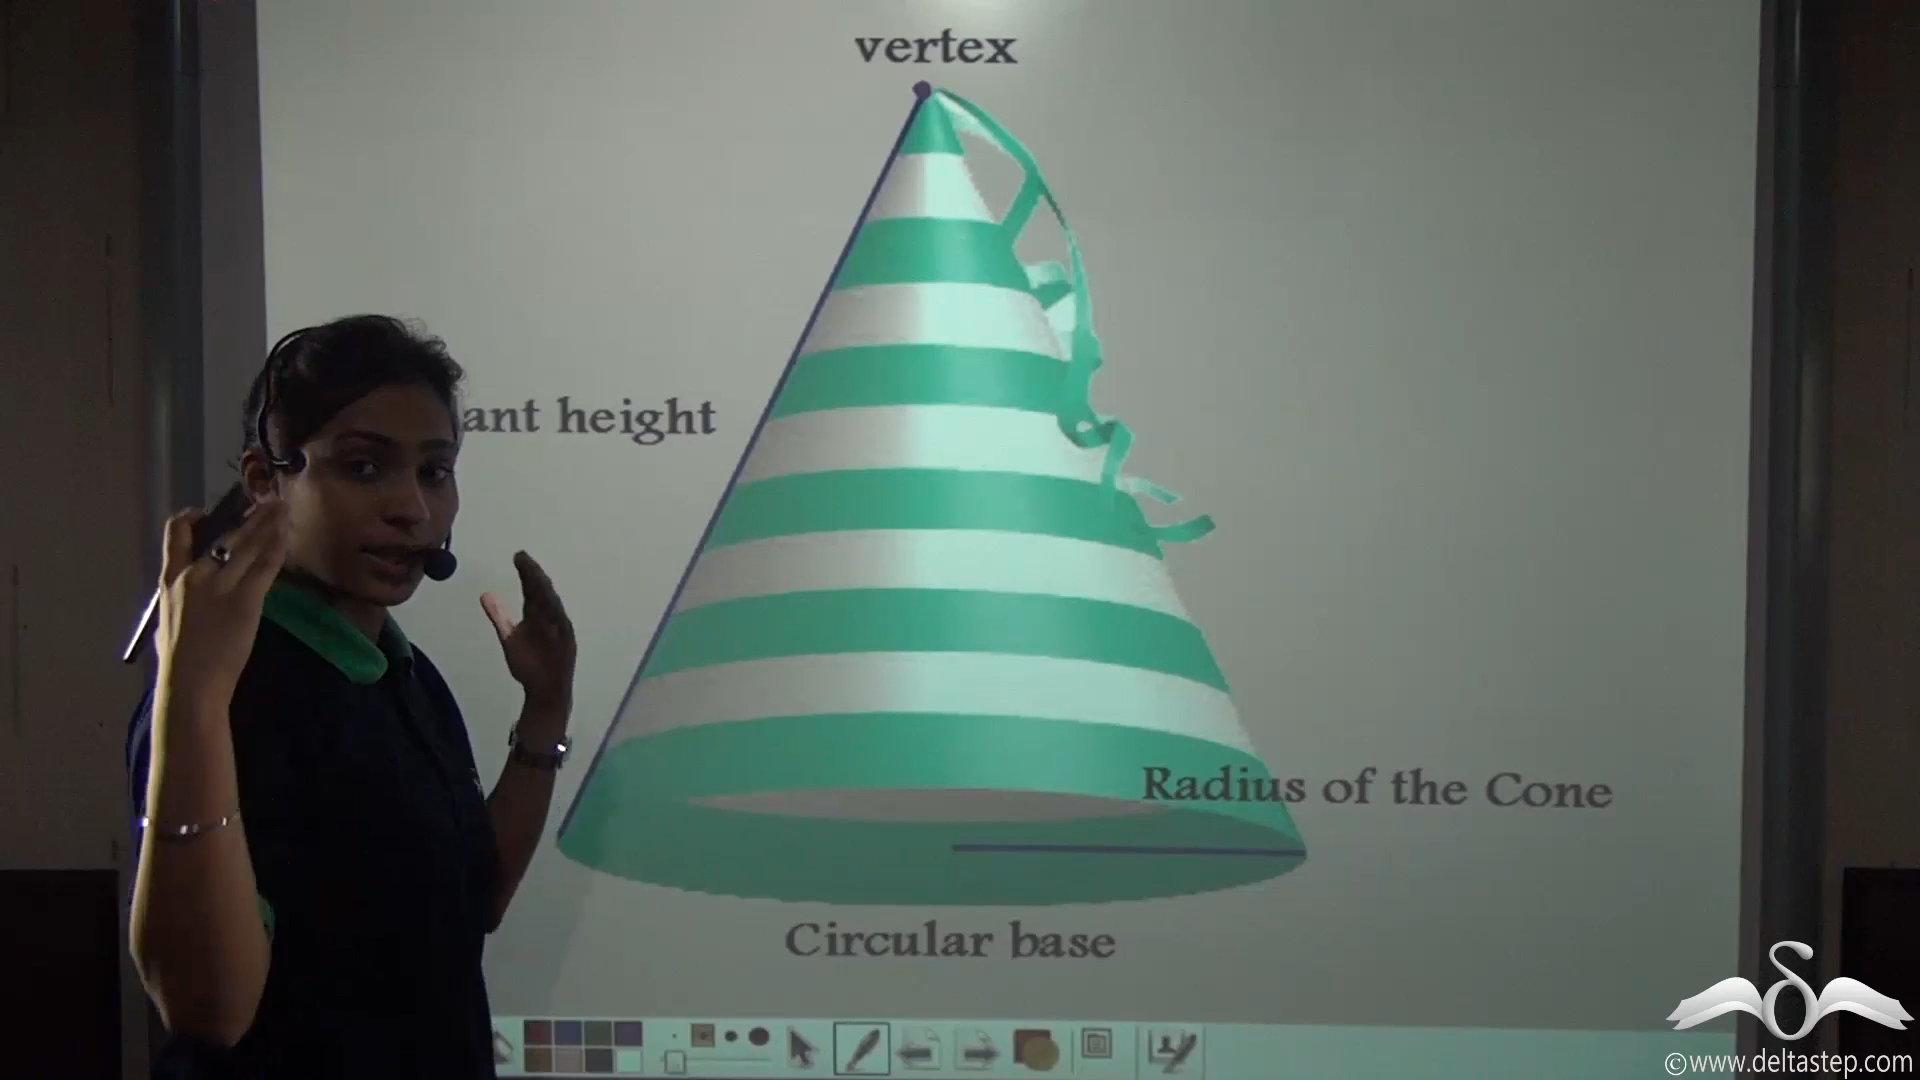 vertex
ant height
Radius of the Cone
Circular base
©www.deltastep.com